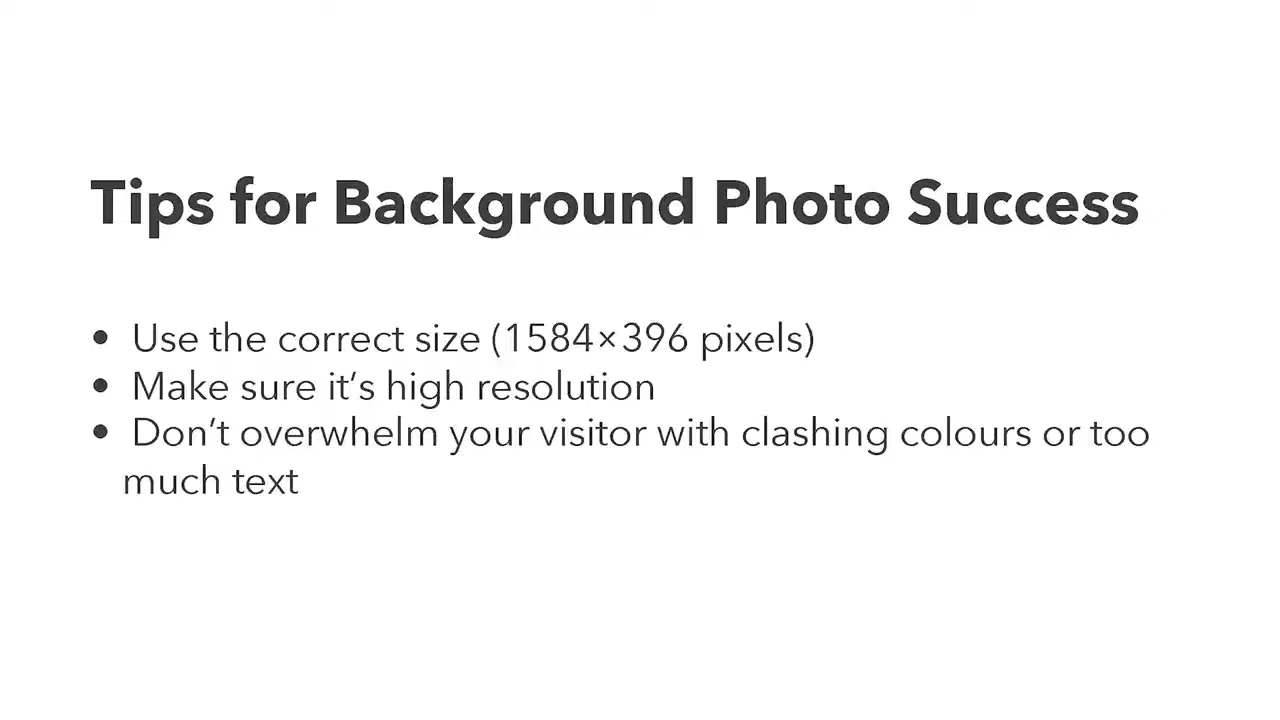 Tips for Background Photo Success
• Use the correct size (1584×396 pixels)
• Make sure it‘s high resolution
• Don’t overwhelm your visitor with clashing colours or too
much text